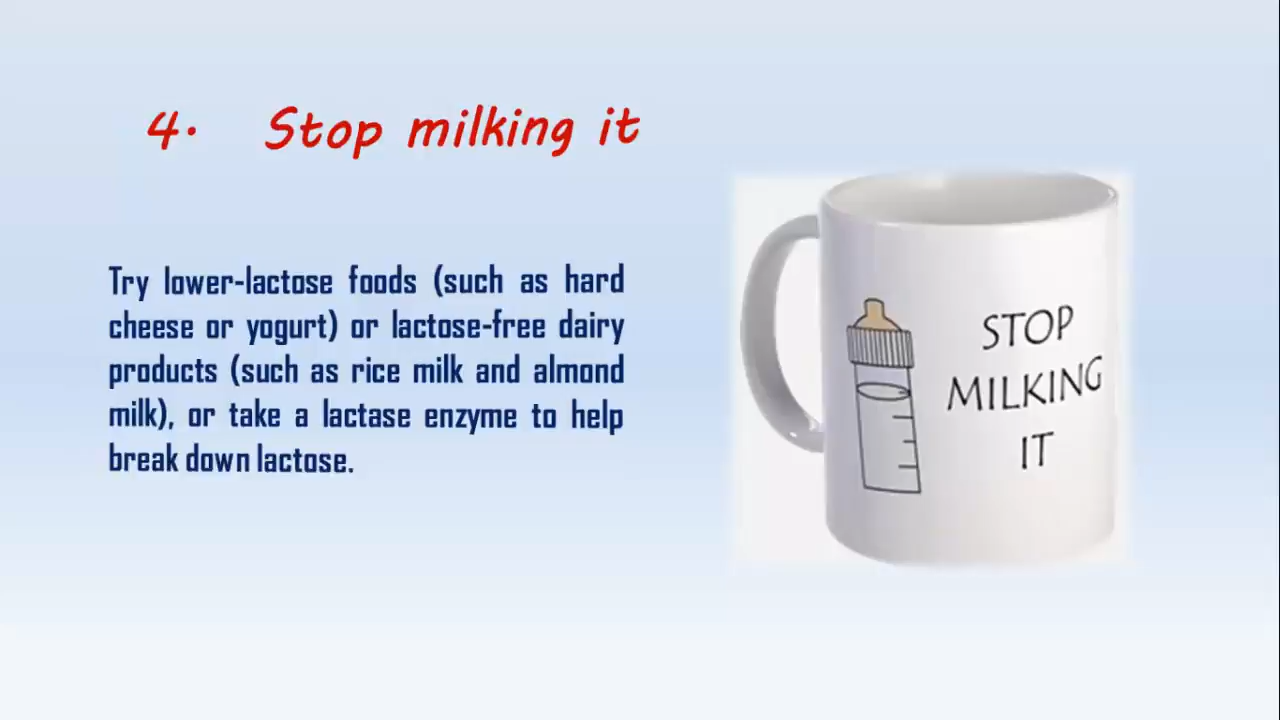 4. Stop milking it
Try lower-lactose foods (such as hard
cheese or yogurt) or lactose-free dairy
products (such as rice milk and almond
milk), or take a lactase enzyme to help
break down lactose.
STOP
MILKING
IT